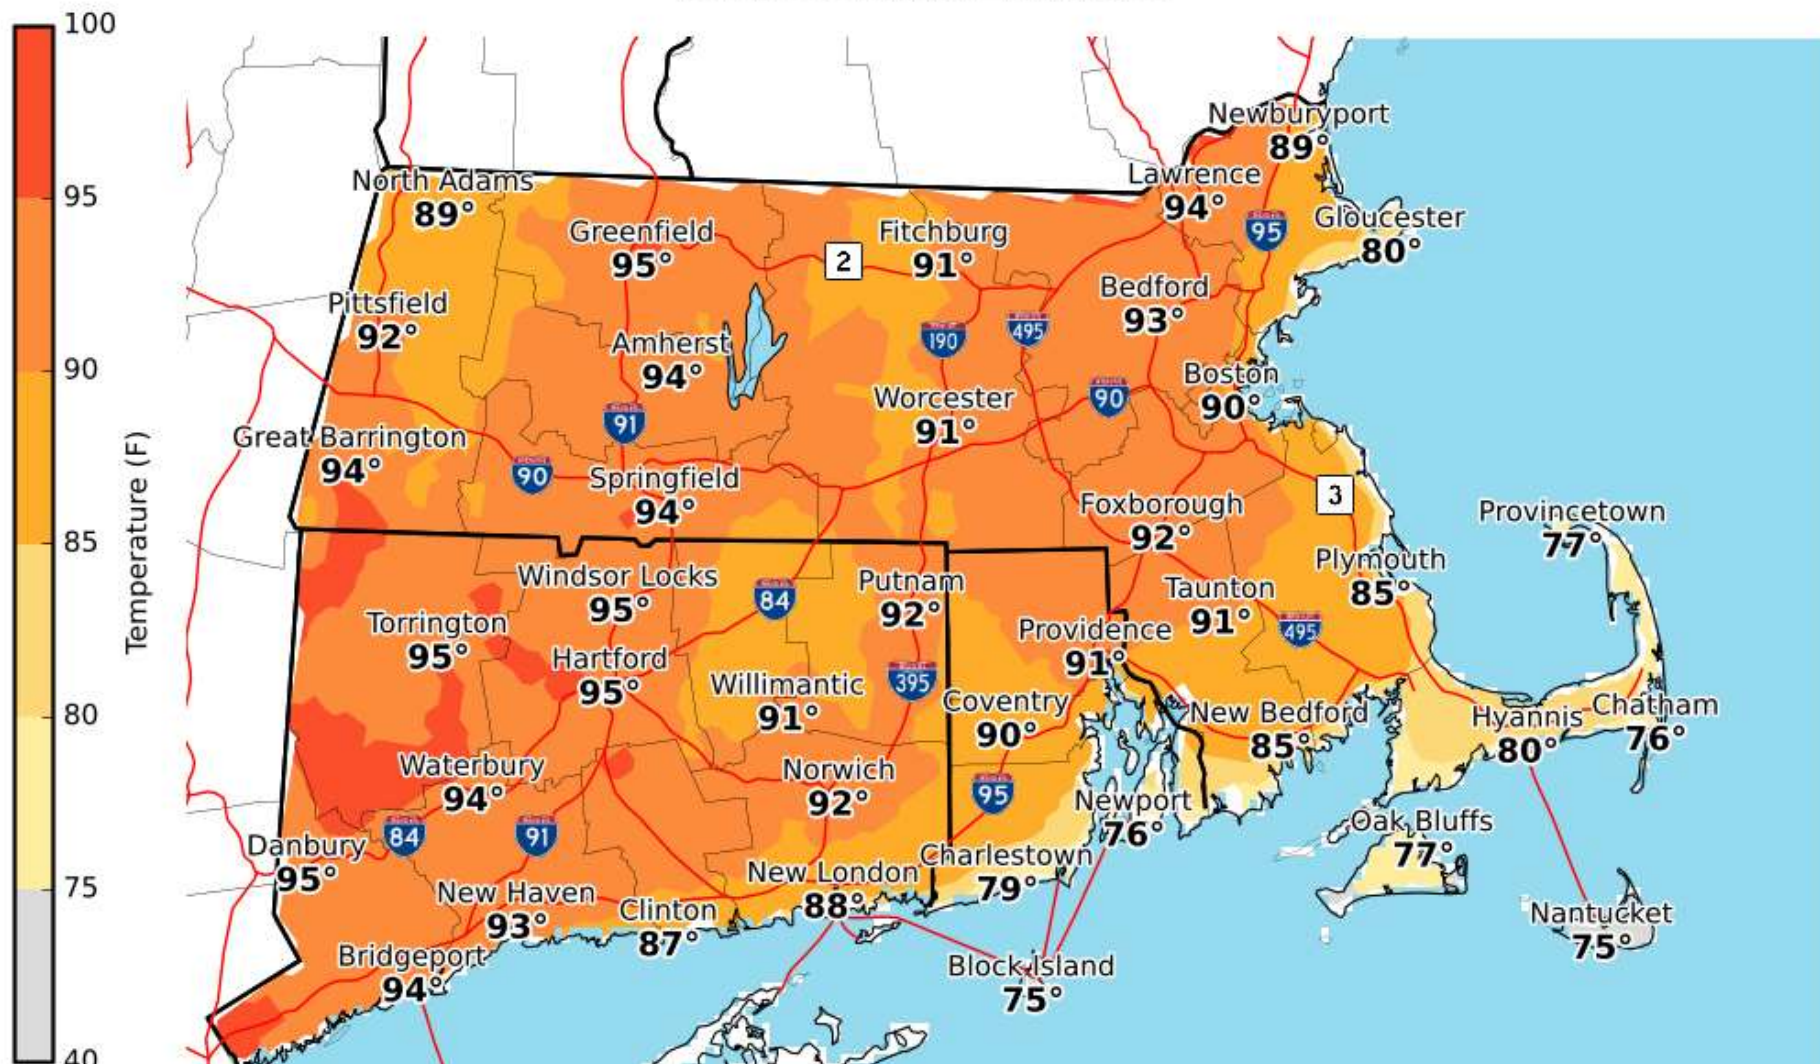 100
95
90
85
80
75
40
Temperature (F)
Newburyport
89°
North Adams
89°
Lawrence
94°
Gloucester
80°
95
Greenfield
95°
2
Fitchburg
91°
Bedford
93°
Pittsfield
92°
Amherst
94°
190
495
Boston
90°
Worcester
91°
90
91
Great Barrington
94°
90
Springfield
94°
3
Foxborough
92°
Provincetown
77°
Plymouth
85°
Windsor Locks
95°
84
Putnam
92°
Taunton
91°
495
Torrington
95°
Providence
91°
Hartford
95°
Willimantic
91°
395
Coventry
90°
New Bedford
85°
Hyannis
80°
Chatham
76°
Waterbury
94°
Norwich
92°
95
Newport
76°
Oak Bluffs
77°
84
91
Danbury
95°
Charlestown
79°
New London
88°
New Haven
93°
Clinton
87°
Nantucket
75°
Bridgeport
94°
Block Island
75°